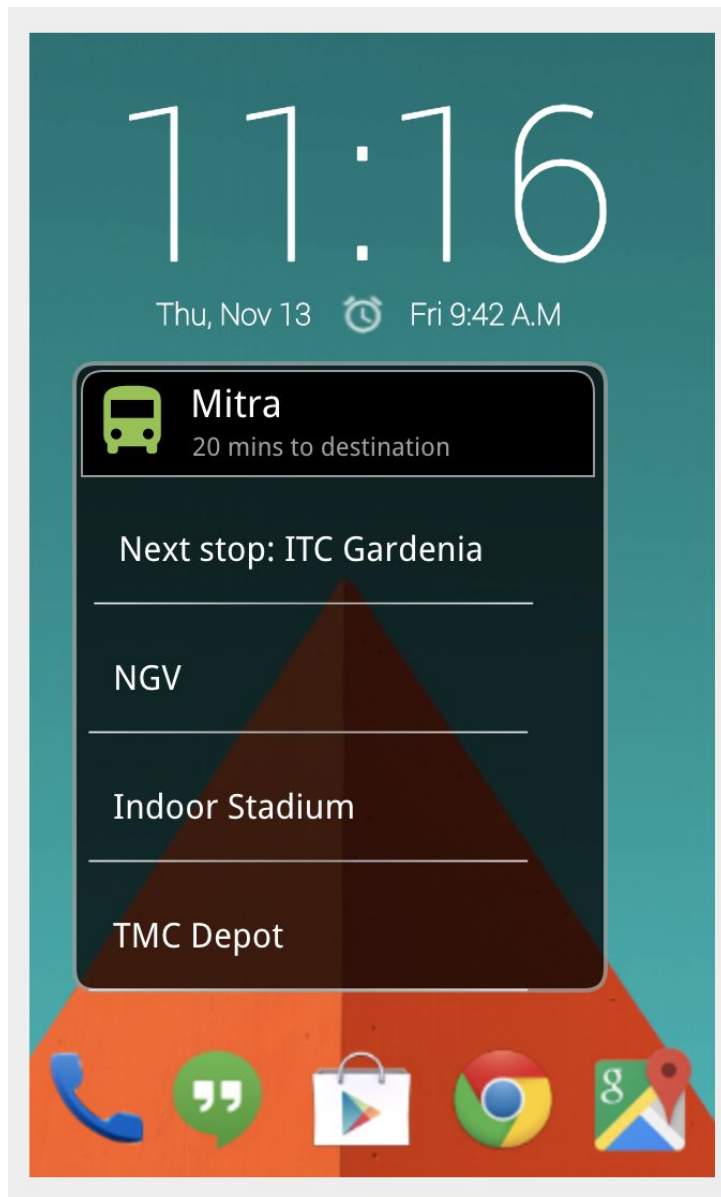 11:16
Thu, Nov 13 Fri 9:42 A.M
Mitra
20 mins to destination
Next stop: ITC Gardenia
NGV
Indoor Stadium
TMC Depot
g